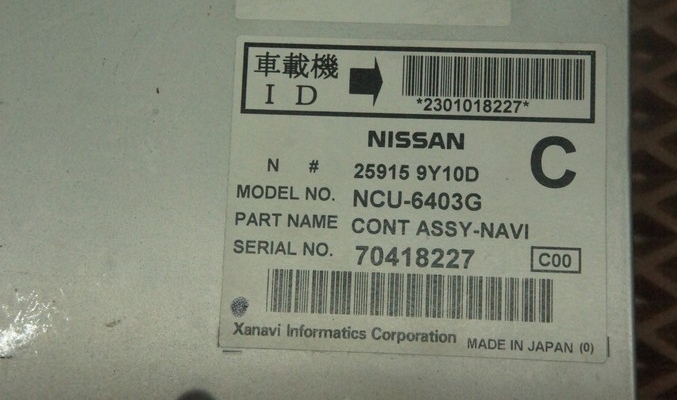 車載機
I D
*2301018227*
NISSAN
C
N # 25915 9Y10D
MODEL NO. NCU-6403G
PART NAME CONT ASSY-NAVI
SERIAL NO. 70418227
C00
Xanavi Informatics Corporation MADE IN JAPAN (0)